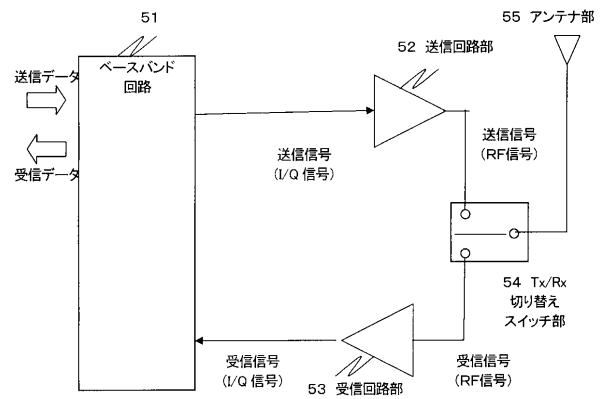 51
ベースバンド
回路
送信データ
受信データ
52 送信回路部
55 アンテナ部
送信信号
(I/Q 信号)
送信信号
(RF信号)
54 Tx/Rx
切り替え
スイッチ部
受信信号
(I/Q 信号)
53 受信回路部
受信信号
(RF信号)